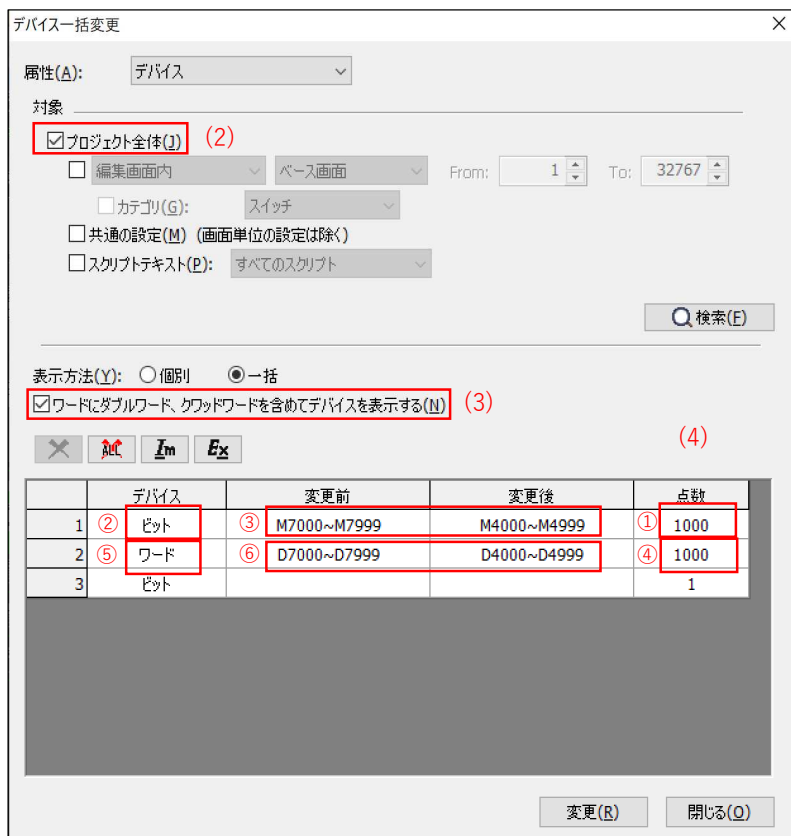 デバイス一括変更
属性(A): デバイス
対象
プロジェクト全体(J) (2)
編集画面内 ベース画面 From: 1 To: 32767
カテゴリ(G): スイッチ
共通の設定(M) (画面単位の設定は除く)
スクリプトテキスト(P): すべてのスクリプト
検索(F)
表示方法(Y): 個別 一括
ワードにダブルワード、クワッドワードを含めてデバイスを表示する(N) (3)
ALL Im Ex (4)
デバイス 変更前 変更後 点数
1 ② ビット ③ M7000~M7999 M4000~M4999 ① 1000
2 ⑤ ワード ⑥ D7000~D7999 D4000~D4999 ④ 1000
3 ビット 1
変更(R) 閉じる(O)